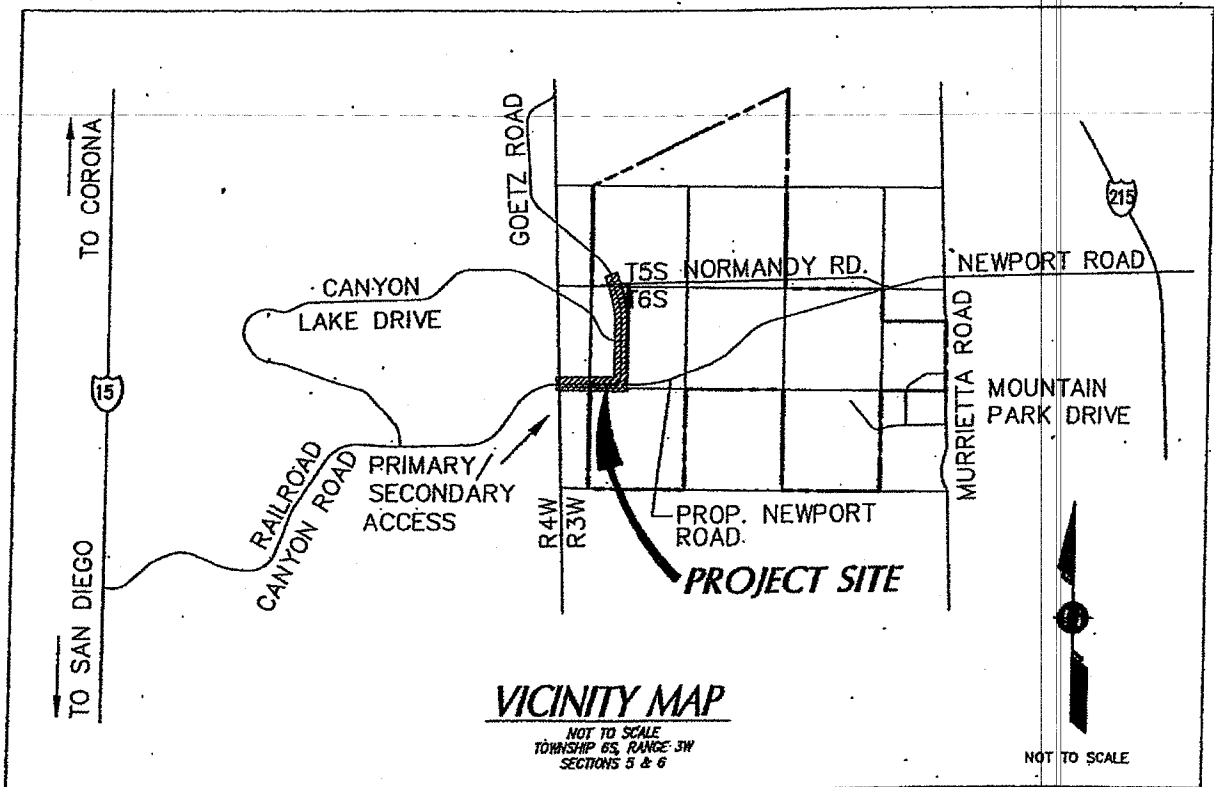 TO CORONA
GOETZ ROAD
215
T5S NORMANDY RD.
T6S
NEWPORT ROAD
CANYON
LAKE DRIVE
15
MURRIETTA ROAD
MOUNTAIN
PARK DRIVE
RAILROAD
CANYON ROAD
PRIMARY
SECONDARY
ACCESS
R4W
R3W
PROP. NEWPORT
ROAD
PROJECT SITE
TO SAN DIEGO
VICINITY MAP
NOT TO SCALE
TOWNSHIP 6S, RANGE 3W
SECTIONS 5 & 6
NOT TO SCALE